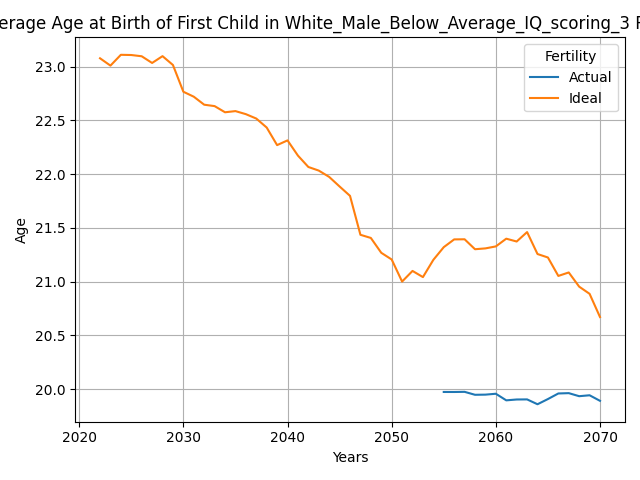 erage Age at Birth of First Child in White_Male_Below_Average_IQ_scoring_3
Fertility
Actual
Ideal
Age
23.0
22.5
22.0
21.5
21.0
20.5
20.0
2020 2030 2040 2050 2060 2070
Years